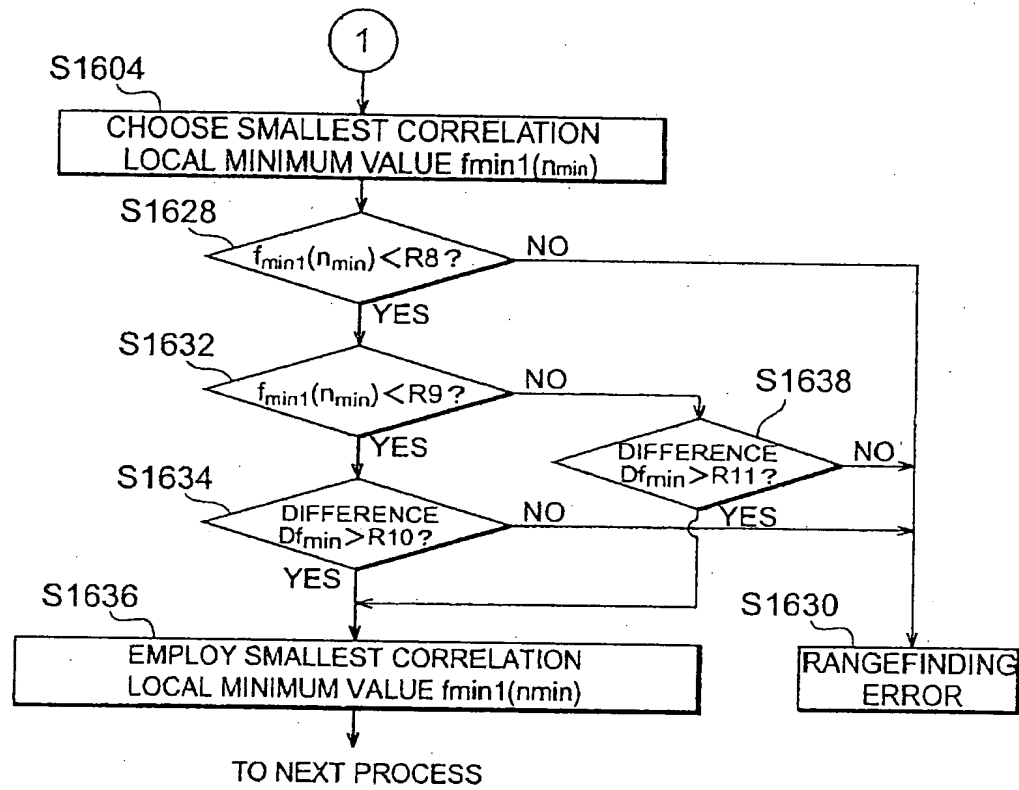 1
S1604
CHOOSE SMALLEST CORRELATION
LOCAL MINIMUM VALUE fmin1(nmin)
S1628
fmin1(nmin)<R8?
NO
YES
S1632
fmin1(nmin)<R9?
NO
YES
S1638
DIFFERENCE
Dfmin>R11?
NO
YES
S1634
DIFFERENCE
Dfmin>R10?
NO
YES
S1636
EMPLOY SMALLEST CORRELATION
LOCAL MINIMUM VALUE fmin1(nmin)
S1630
RANGEFINDING
ERROR
TO NEXT PROCESS